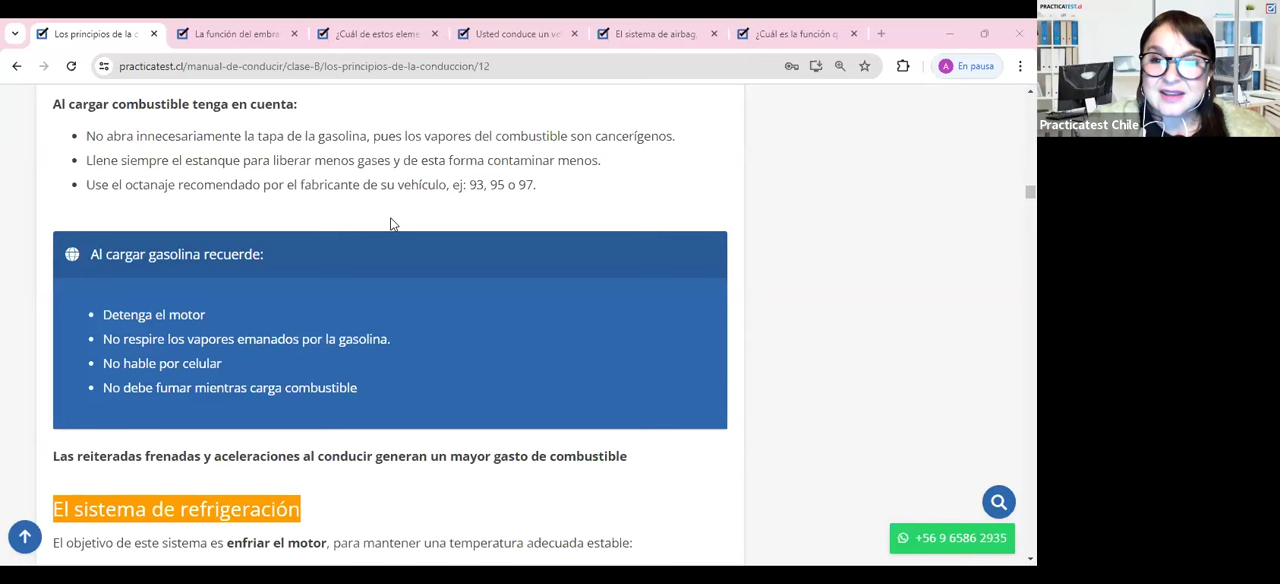 Los principios de la c
La función del embra
¿Cuál de estos eleme
Usted conduce un ve
El sistema de airbag,
¿Cuál es la función q
practicatest.cl/manual-de-conducir/clase-B/los-principios-de-la-conduccion/12
A
En pausa
PRACTICATEST.cl
Practicatest Chile
Al cargar combustible tenga en cuenta:
No abra innecesariamente la tapa de la gasolina, pues los vapores del combustible son cancerígenos.
Llene siempre el estanque para liberar menos gases y de esta forma contaminar menos.
Use el octanaje recomendado por el fabricante de su vehículo, ej: 93, 95 o 97.
Al cargar gasolina recuerde:
Detenga el motor
No respire los vapores emanados por la gasolina.
No hable por celular
No debe fumar mientras carga combustible
Las reiteradas frenadas y aceleraciones al conducir generan un mayor gasto de combustible
El sistema de refrigeración
El objetivo de este sistema es enfriar el motor, para mantener una temperatura adecuada estable:
+56 9 6586 2935